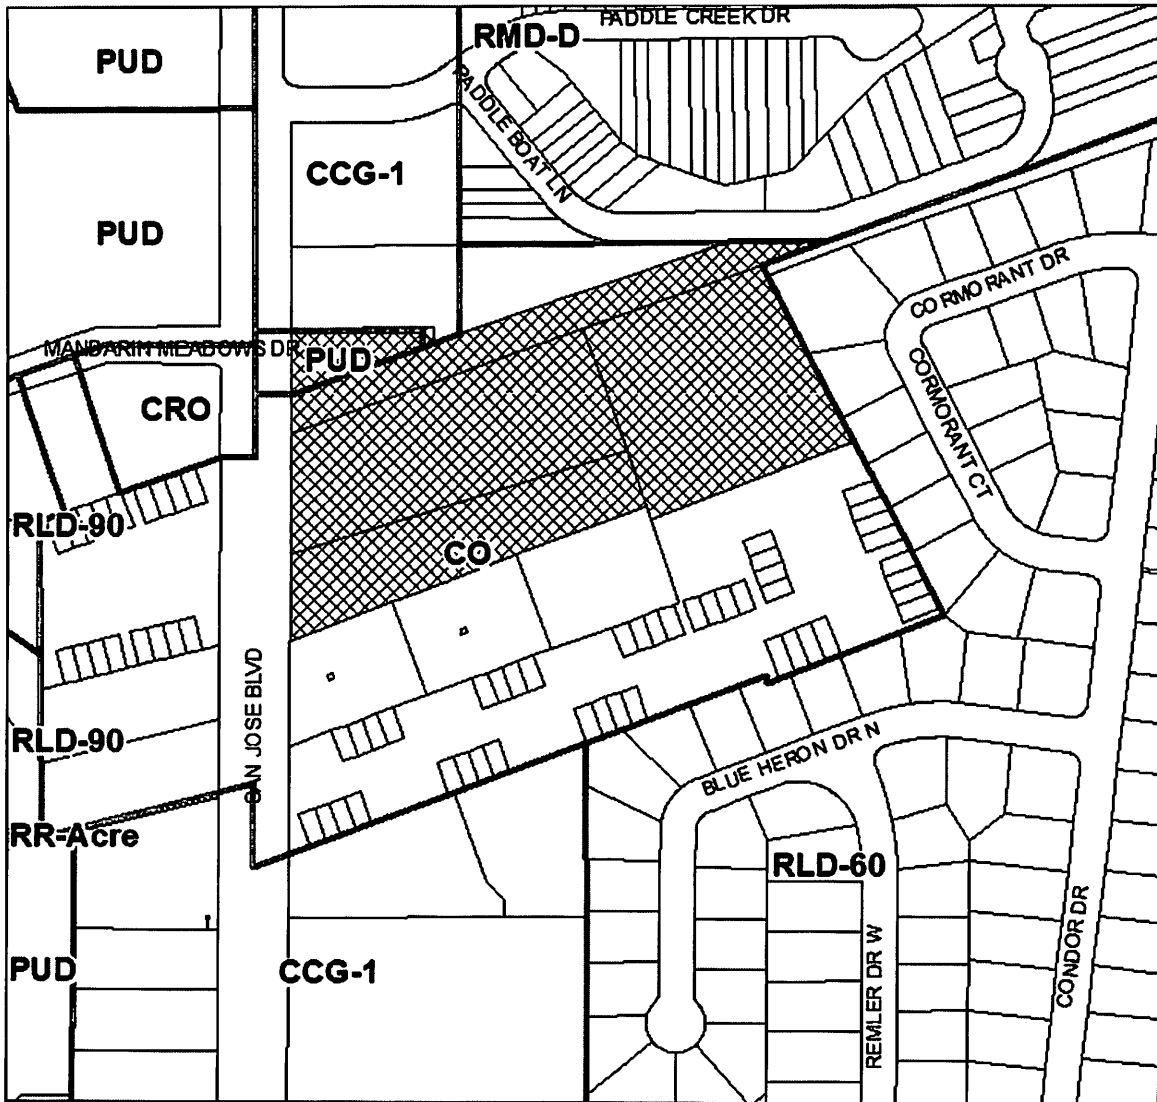 PADDLE CREEK DR
RMD-D
PUD
PADDLE BOAT LN
CCG-1
PUD
CORMORANT DR
MANDARIN MEADOWS DR
PUD
CRO
CORMORANT CT
RLD-90
CO
SAN JOSE BLVD
RLD-90
BLUE HERON DR N
RR-Acre
RLD-60
REMLER DR W
CONDOR DR
PUD
CCG-1